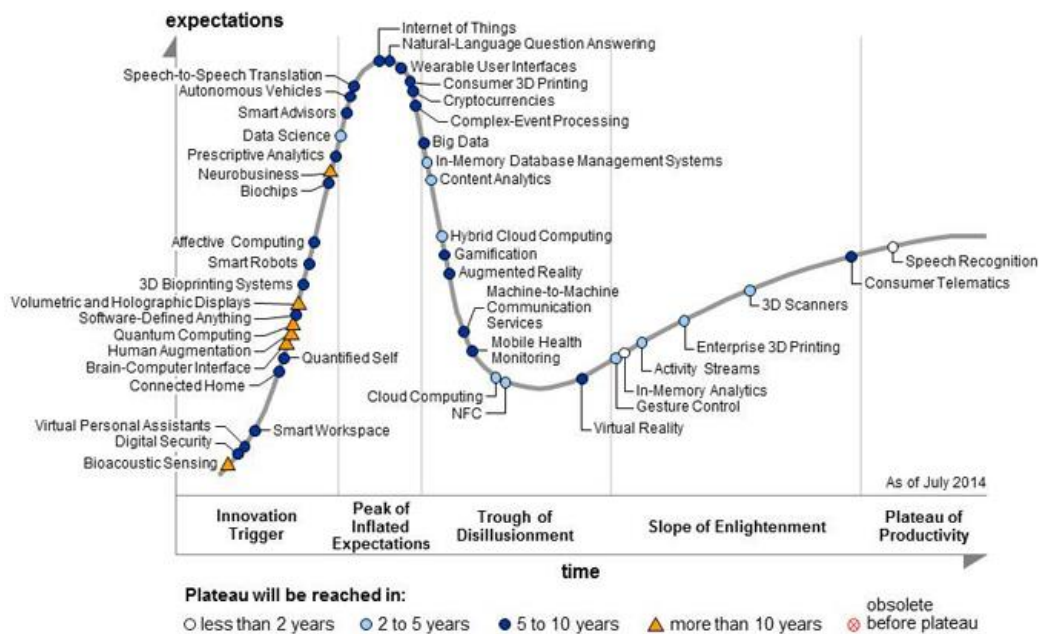 expectations
Internet of Things
Natural-Language Question Answering
Wearable User Interfaces
Consumer 3D Printing
Cryptocurrencies
Complex-Event Processing
Speech-to-Speech Translation
Autonomous Vehicles
Smart Advisors
Data Science
Prescriptive Analytics
Neurobusiness
Biochips
Big Data
In-Memory Database Management Systems
Content Analytics
Affective Computing
Smart Robots
3D Bioprinting Systems
Volumetric and Holographic Displays
Software-Defined Anything
Quantum Computing
Human Augmentation
Brain-Computer Interface
Quantified Self
Connected Home
Hybrid Cloud Computing
Gamification
Augmented Reality
Machine-to-Machine
Communication
Services
Mobile Health
Monitoring
Cloud Computing
NFC
Virtual Personal Assistants
Digital Security
Bioacoustic Sensing
Smart Workspace
Speech Recognition
Consumer Telematics
3D Scanners
Enterprise 3D Printing
Activity Streams
In-Memory Analytics
Gesture Control
Virtual Reality
As of July 2014
Innovation
Trigger
Peak of
Inflated
Expectations
Trough of
Disillusionment
Slope of Enlightenment
Plateau of
Productivity
time
Plateau will be reached in:
less than 2 years
2 to 5 years
5 to 10 years
more than 10 years
obsolete
before plateau